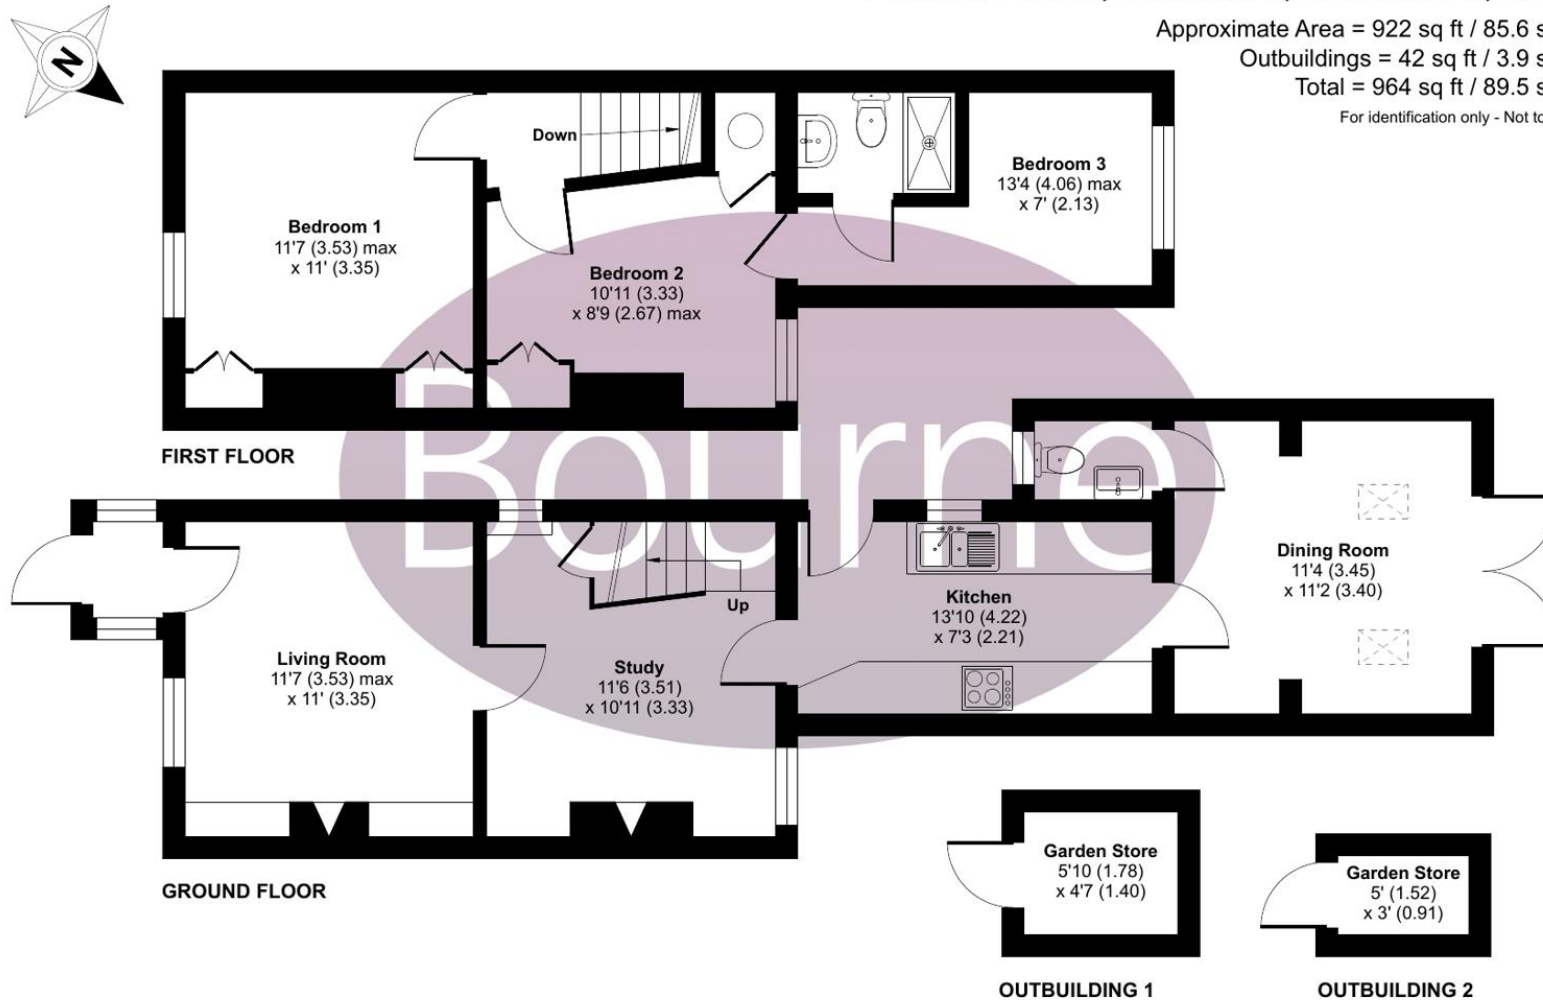 Approximate Area = 922 sq ft / 85.6 s
Outbuildings = 42 sq ft / 3.9 s
Total = 964 sq ft / 89.5 s
For identification only - Not to
N
Down
Bedroom 1
11'7 (3.53) max
x 11' (3.35)
Bedroom 2
10'11 (3.33)
x 8'9 (2.67) max
Bedroom 3
13'4 (4.06) max
x 7' (2.13)
FIRST FLOOR
Bourne
Living Room
11'7 (3.53) max
x 11' (3.35)
Study
11'6 (3.51)
x 10'11 (3.33)
Up
Kitchen
13'10 (4.22)
x 7'3 (2.21)
Dining Room
11'4 (3.45)
x 11'2 (3.40)
GROUND FLOOR
Garden Store
5'10 (1.78)
x 4'7 (1.40)
OUTBUILDING 1
Garden Store
5' (1.52)
x 3' (0.91)
OUTBUILDING 2